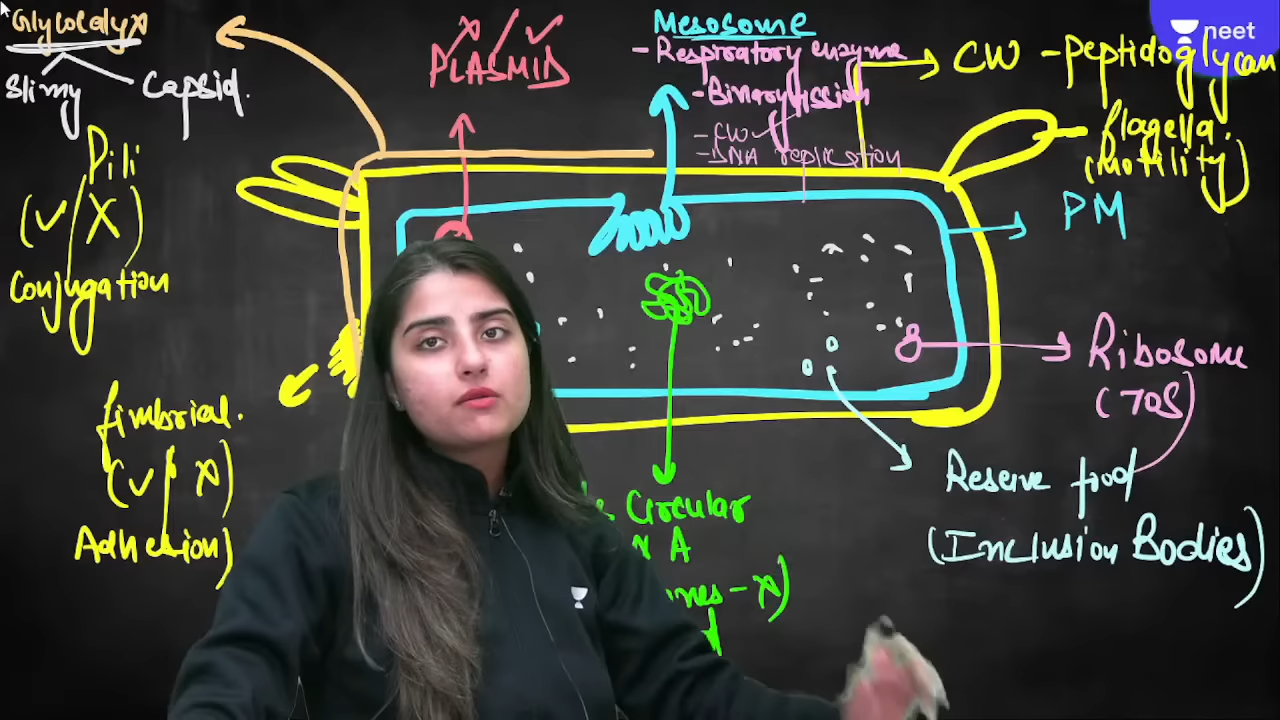 Glycocalyx
Slimy
Capsid.
Pili
(✓/X)
Conjugation
fimbriae.
(✓/X)
Adhesion)
X/✓
PLASMID
Mesosome
- Respiratory enzyme
- Binary fission
- CW
- DNA replication
neet
CW - Peptidoglycan
flagella.
(Motility)
PM
Ribosome
(70S)
Reserve food
(Inclusion Bodies)
Circular
A
- X)